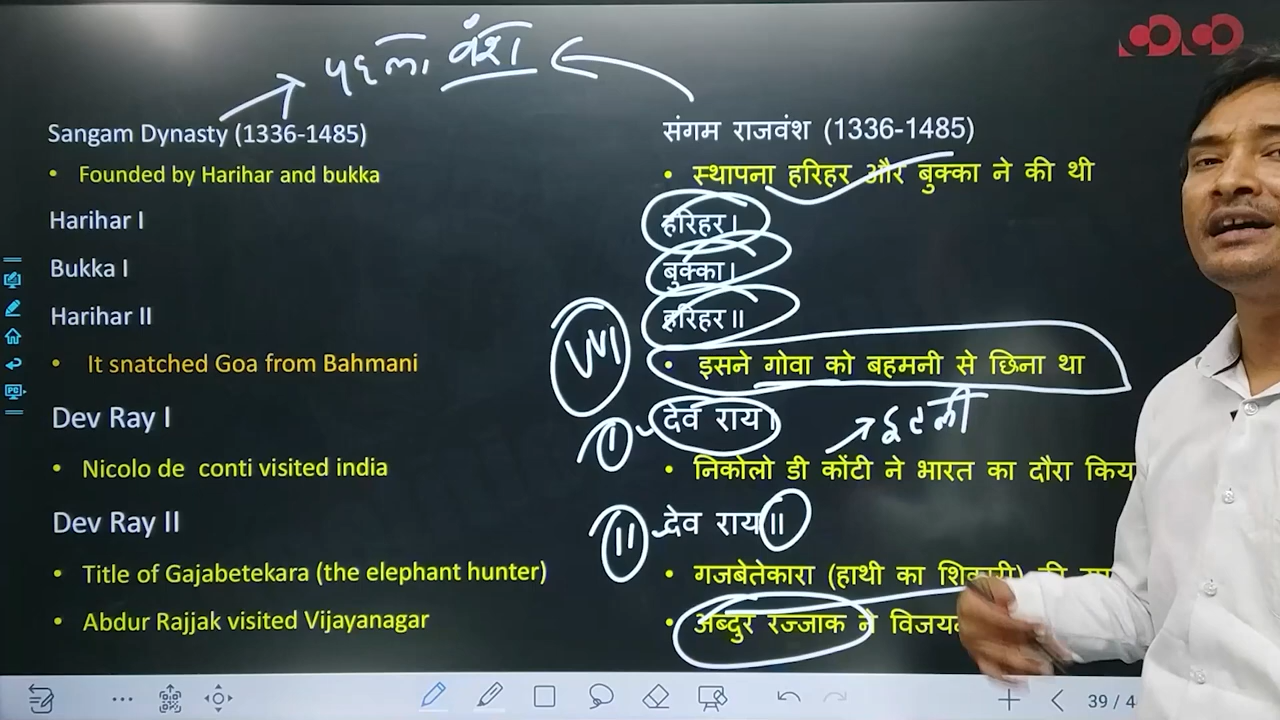 पहला वंश
Sangam Dynasty (1336-1485)
• Founded by Harihar and bukka
Harihar I
Bukka I
Harihar II
• It snatched Goa from Bahmani
Dev Ray I
• Nicolo de conti visited india
Dev Ray II
• Title of Gajabetekara (the elephant hunter)
• Abdur Rajjak visited Vijayanagar
संगम राजवंश (1336-1485)
• स्थापना हरिहर और बुक्का ने की थी
हरिहर I
बुक्का I
हरिहर II
• इसने गोवा को बहमनी से छिना था
I देव राय I
इटली
• निकोलो डी कोंटी ने भारत का दौरा किय
II देव राय II
• गजबेतेकारा (हाथी का शिकारी) की
• अब्दुर रज्जाक ने
39 / 4